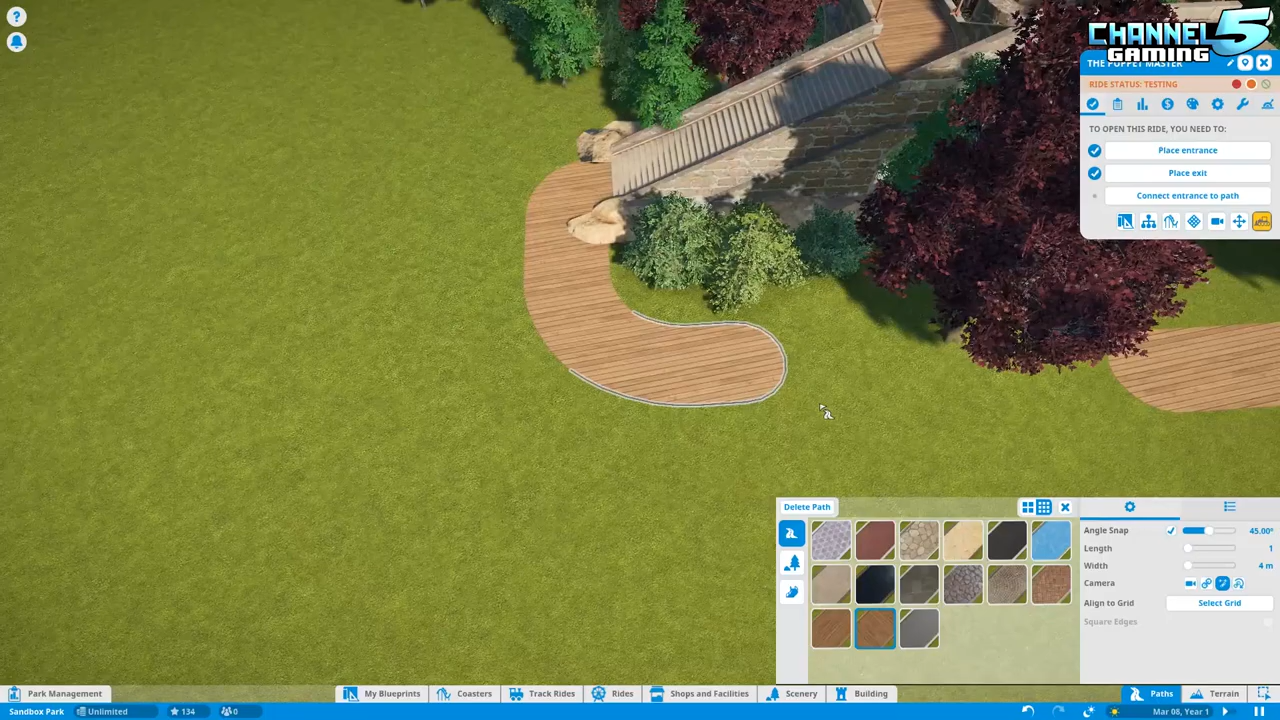 ?
CHANNEL 5
GAMING
THE PUPPET MASTER
RIDE STATUS: TESTING
TO OPEN THIS RIDE, YOU NEED TO:
Place entrance
Place exit
Connect entrance to path
Delete Path
Angle Snap 45.00°
Length 1
Width 4 m
Camera
Align to Grid Select Grid
Square Edges
Park Management My Blueprints Coasters Track Rides Rides Shops and Facilities Scenery Building Paths Terrain
Sandbox Park Unlimited 134 0 Mar 08, Year 1